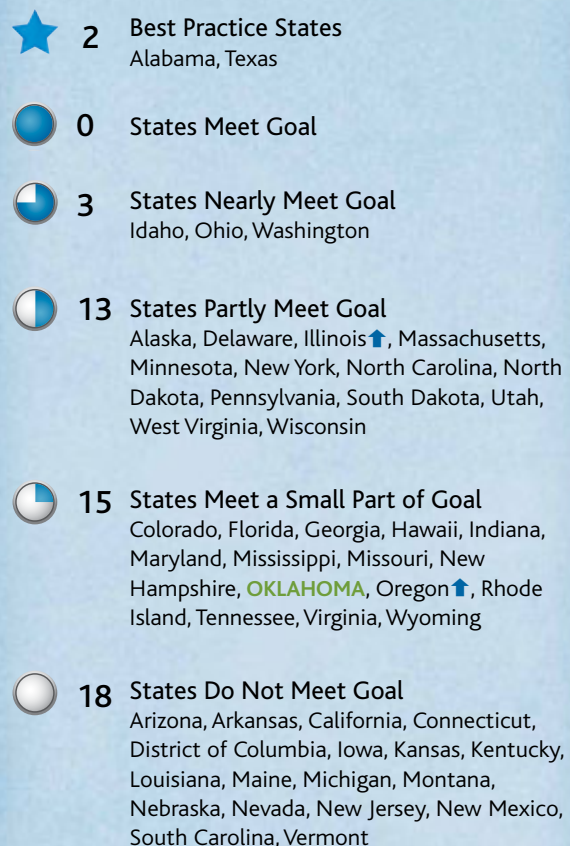 2 Best Practice States
Alabama, Texas
0 States Meet Goal
3 States Nearly Meet Goal
Idaho, Ohio, Washington
13 States Partly Meet Goal
Alaska, Delaware, Illinois⬆, Massachusetts,
Minnesota, New York, North Carolina, North
Dakota, Pennsylvania, South Dakota, Utah,
West Virginia, Wisconsin
15 States Meet a Small Part of Goal
Colorado, Florida, Georgia, Hawaii, Indiana,
Maryland, Mississippi, Missouri, New
Hampshire, OKLAHOMA, Oregon⬆, Rhode
Island, Tennessee, Virginia, Wyoming
18 States Do Not Meet Goal
Arizona, Arkansas, California, Connecticut,
District of Columbia, Iowa, Kansas, Kentucky,
Louisiana, Maine, Michigan, Montana,
Nebraska, Nevada, New Jersey, New Mexico,
South Carolina, Vermont